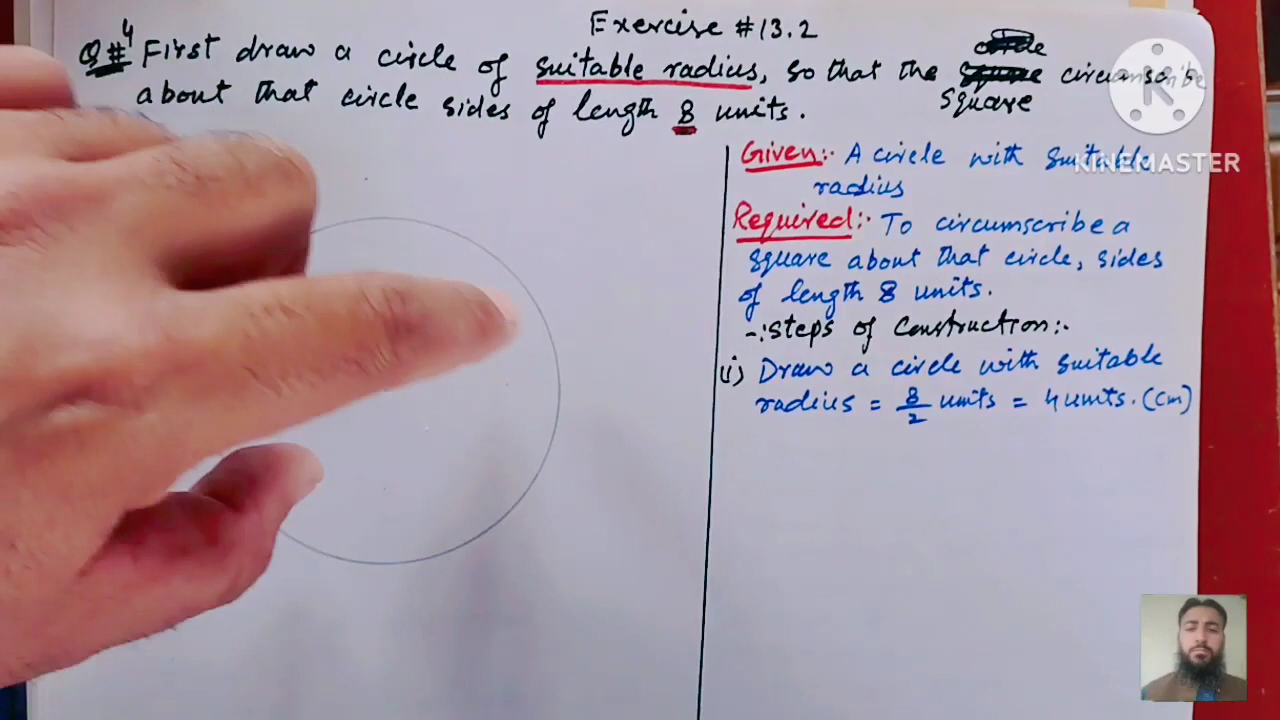 Exercise #13.2
Q#4 First draw a circle of suitable radius, so that the square circumscribe
about that circle sides of length 8 units.
Given:- A circle with suitable
radius
Required:- To circumscribe a
square about that circle, sides
of length 8 units.
-:Steps of Construction:-
(i) Draw a circle with suitable
radius = 8/2 units = 4 units. (cm)
K
KINEMASTER